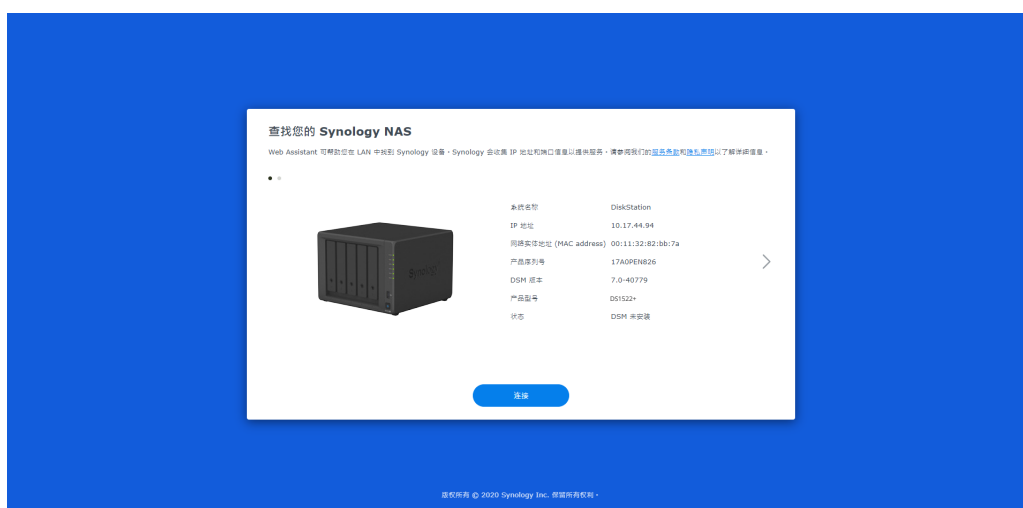 查找您的 Synology NAS
Web Assistant 可帮助您在 LAN 中找到 Synology 设备。Synology 会收集 IP 地址和端口信息以提供服务。请参阅我们的服务条款和隐私声明以了解详细信息。
系统名称 DiskStation
IP 地址 10.17.44.94
网络实体地址 (MAC address) 00:11:32:82:bb:7a
产品序列号 17A0PEN826
DSM 版本 7.0-40779
产品型号 DS1522+
状态 DSM 未安装
Synology
连接
版权所有 © 2020 Synology Inc. 保留所有权利。